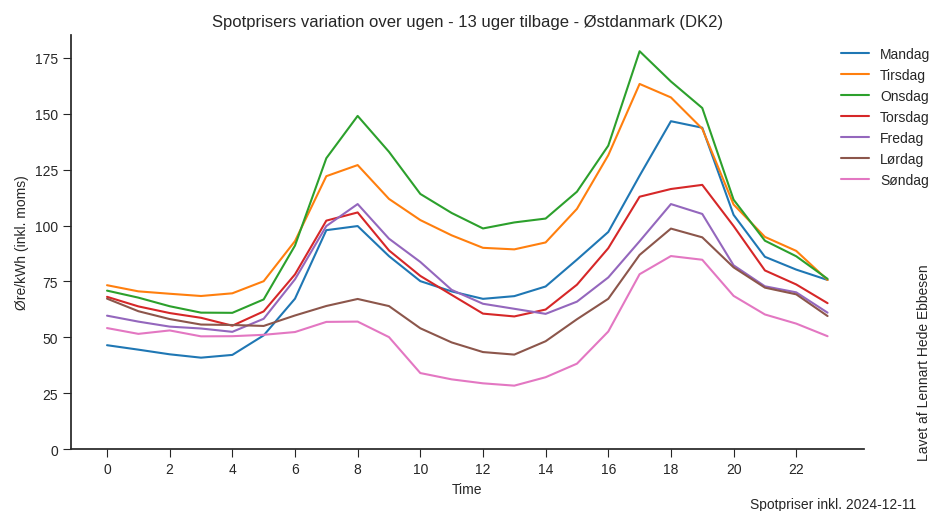 Spotprisers variation over ugen - 13 uger tilbage - Østdanmark (DK2)
Øre/kWh (inkl. moms)
175
150
125
100
75
50
25
0
0 2 4 6 8 10 12 14 16 18 20 22
Time
Mandag
Tirsdag
Onsdag
Torsdag
Fredag
Lørdag
Søndag
Lavet af Lennart Hede Ebbesen
Spotpriser inkl. 2024-12-11